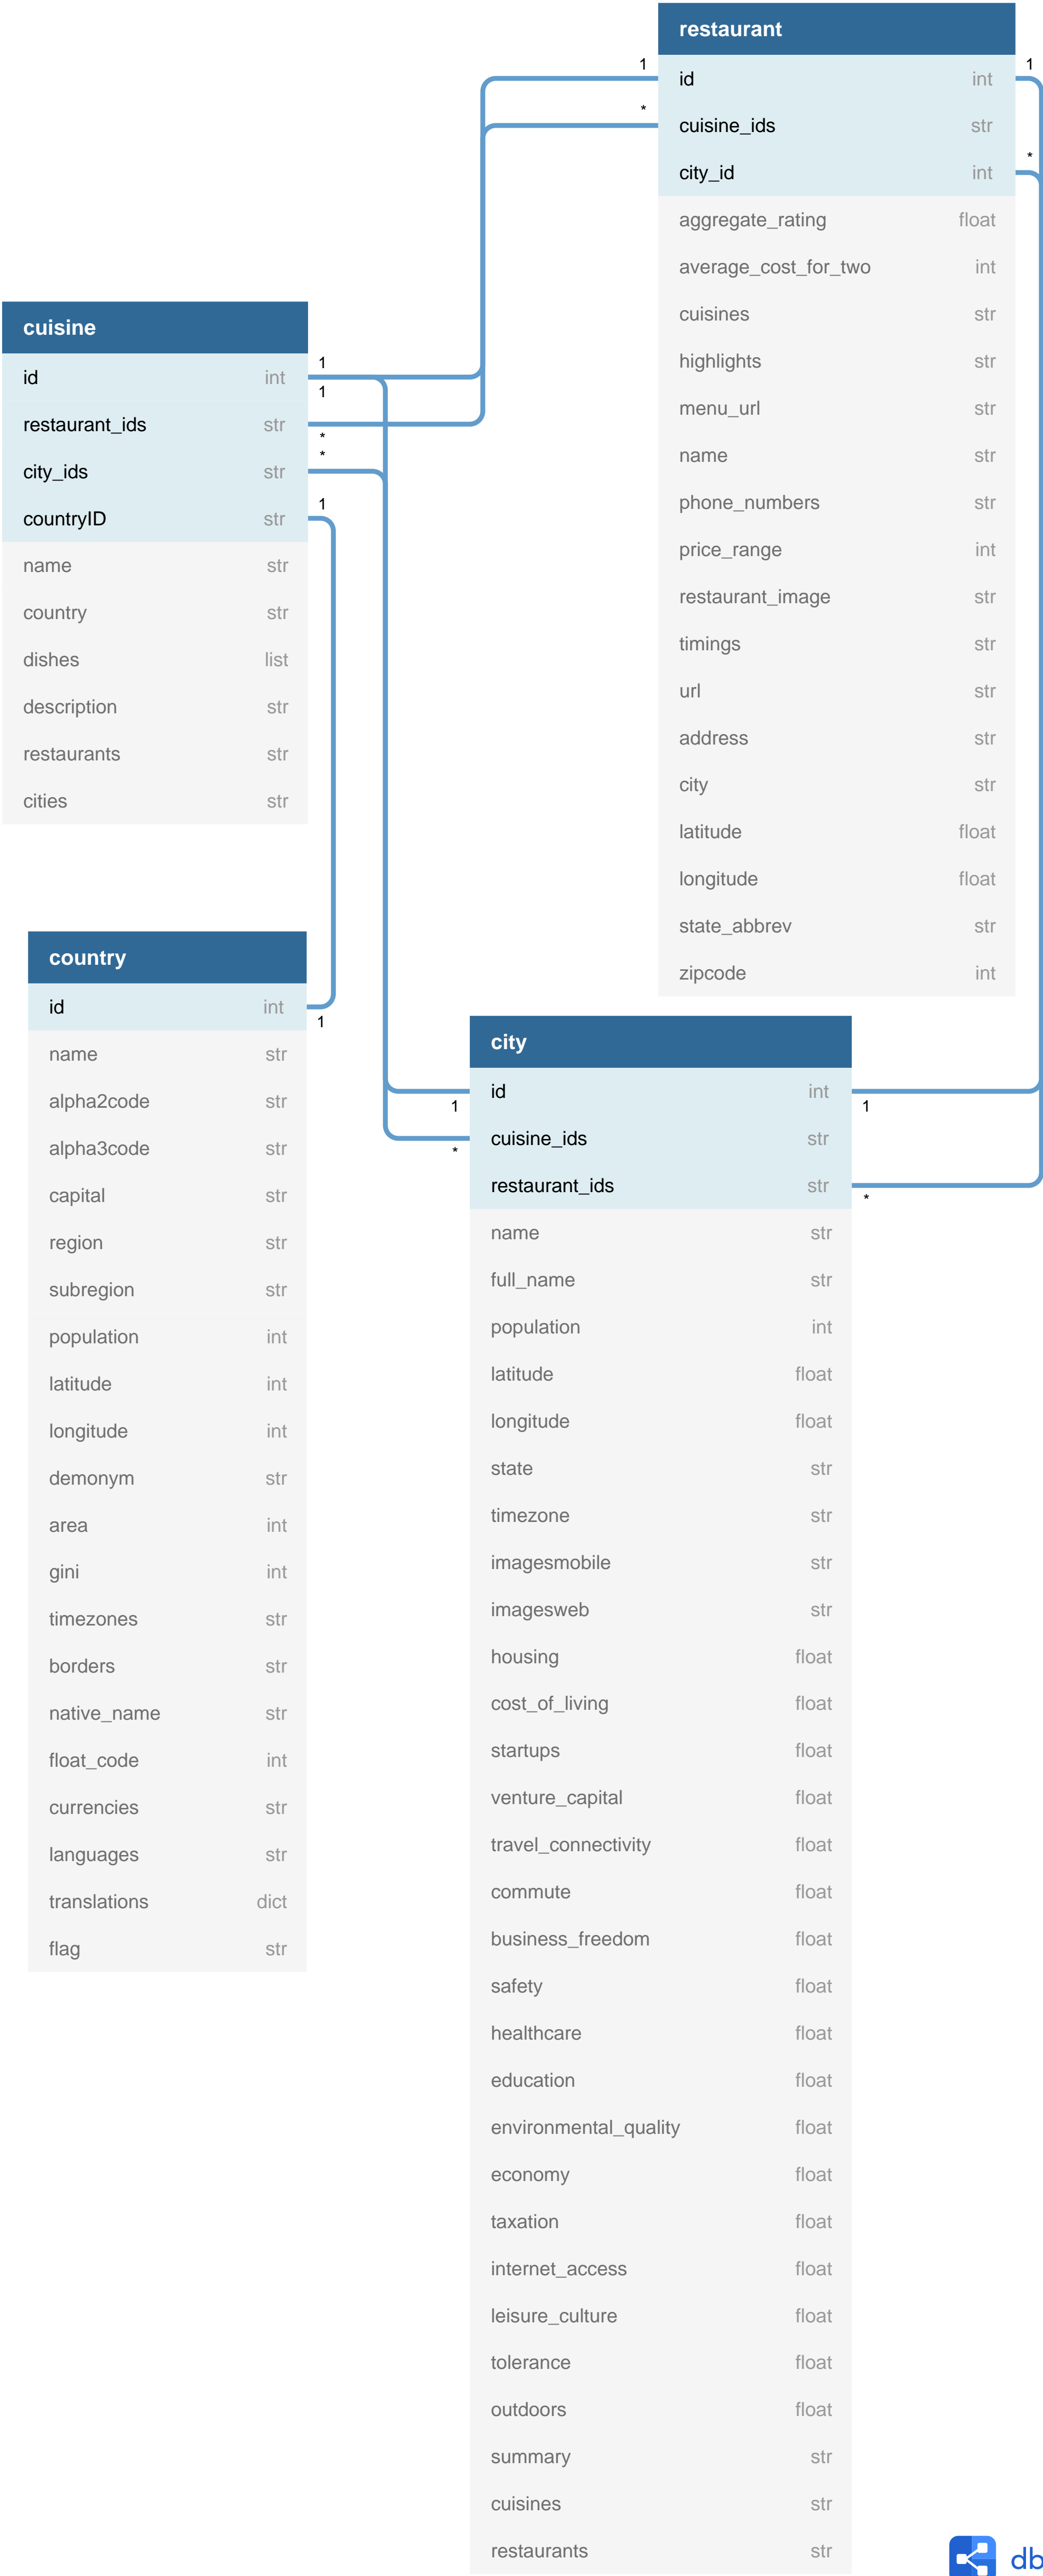 restaurant
1
id int
1
*
cuisine_ids str
*
city_id int
aggregate_rating float
average_cost_for_two int
cuisines str
highlights str
menu_url str
name str
phone_numbers str
price_range int
restaurant_image str
timings str
url str
address str
city str
latitude float
longitude float
state_abbrev str
zipcode int
cuisine
1
id int
1
restaurant_ids str
*
*
city_ids str
1
countryID str
name str
country str
dishes list
description str
restaurants str
cities str
country
id int
1
name str
alpha2code str
alpha3code str
capital str
region str
subregion str
population int
latitude int
longitude int
demonym str
area int
gini int
timezones str
borders str
native_name str
float_code int
currencies str
languages str
translations dict
flag str
city
id int
1
1
cuisine_ids str
*
restaurant_ids str
*
name str
full_name str
population int
latitude float
longitude float
state str
timezone str
imagesmobile str
imagesweb str
housing float
cost_of_living float
startups float
venture_capital float
travel_connectivity float
commute float
business_freedom float
safety float
healthcare float
education float
environmental_quality float
economy float
taxation float
internet_access float
leisure_culture float
tolerance float
outdoors float
summary str
cuisines str
restaurants str
db